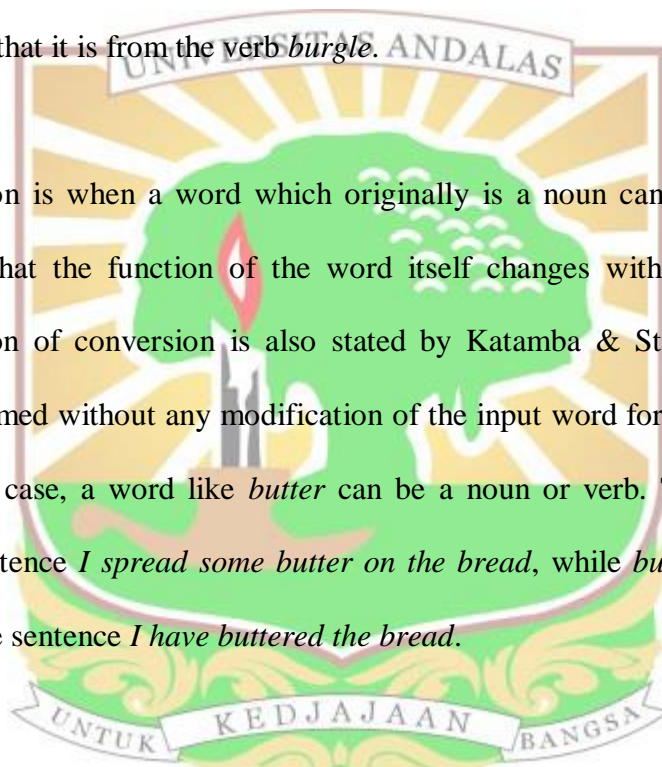 that it is from the verb burgle.
UNIVERSITAS ANDALAS
on is when a word which originally is a noun can
hat the function of the word itself changes with
on of conversion is also stated by Katamba & St
med without any modification of the input word for
case, a word like butter can be a noun or verb.
tence I spread some butter on the bread, while bu
e sentence I have buttered the bread.
UNTUK KEDJAJAAN BANGSA